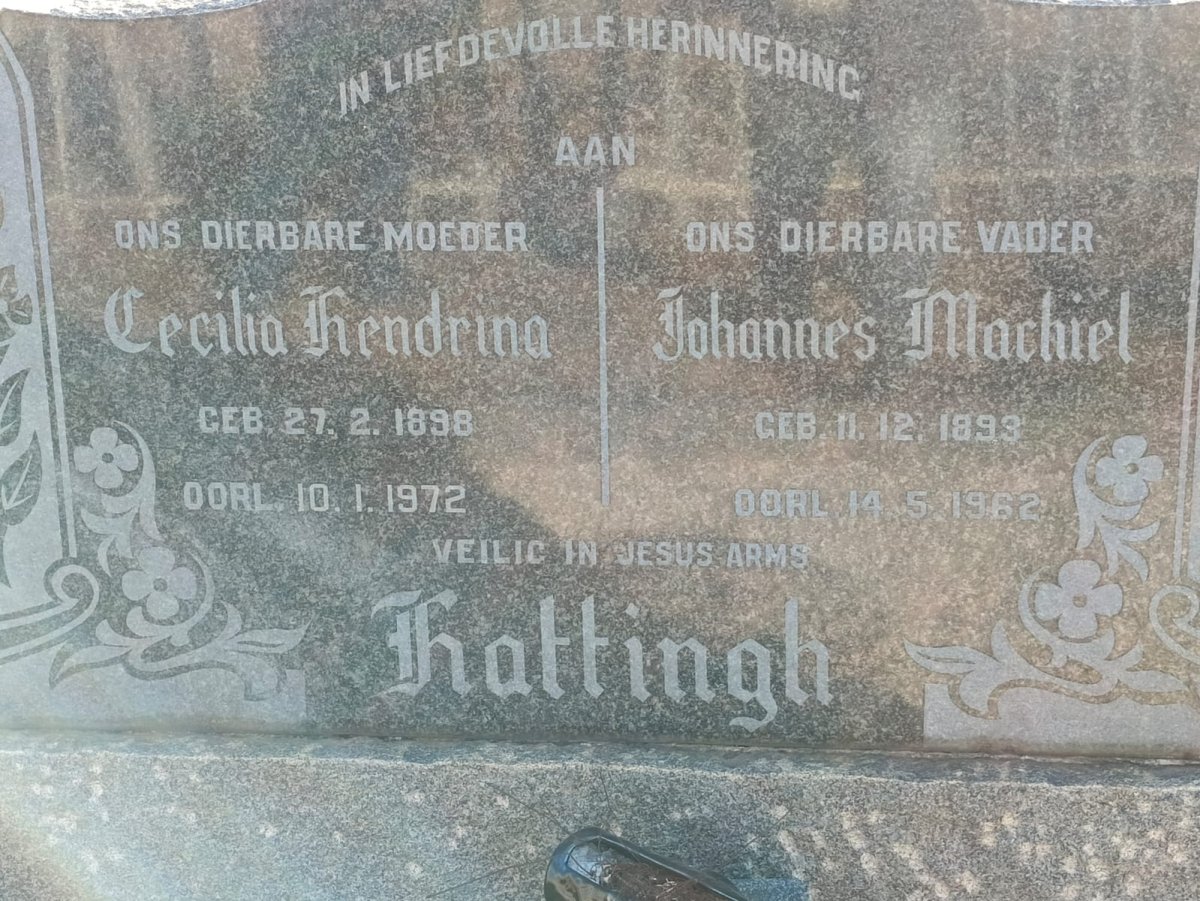 IN LIEFDEVOLLE HERINNERING
AAN
ONS DIERBARE MOEDER
Cecilia Hendrina
GEB. 27. 2. 1898
OORL. 10. 1. 1972
ONS DIERBARE VADER
Johannes Machiel
GEB. 11. 12. 1893
OORL. 14. 5. 1962
VEILIG IN JESUS ARMS
Hattingh